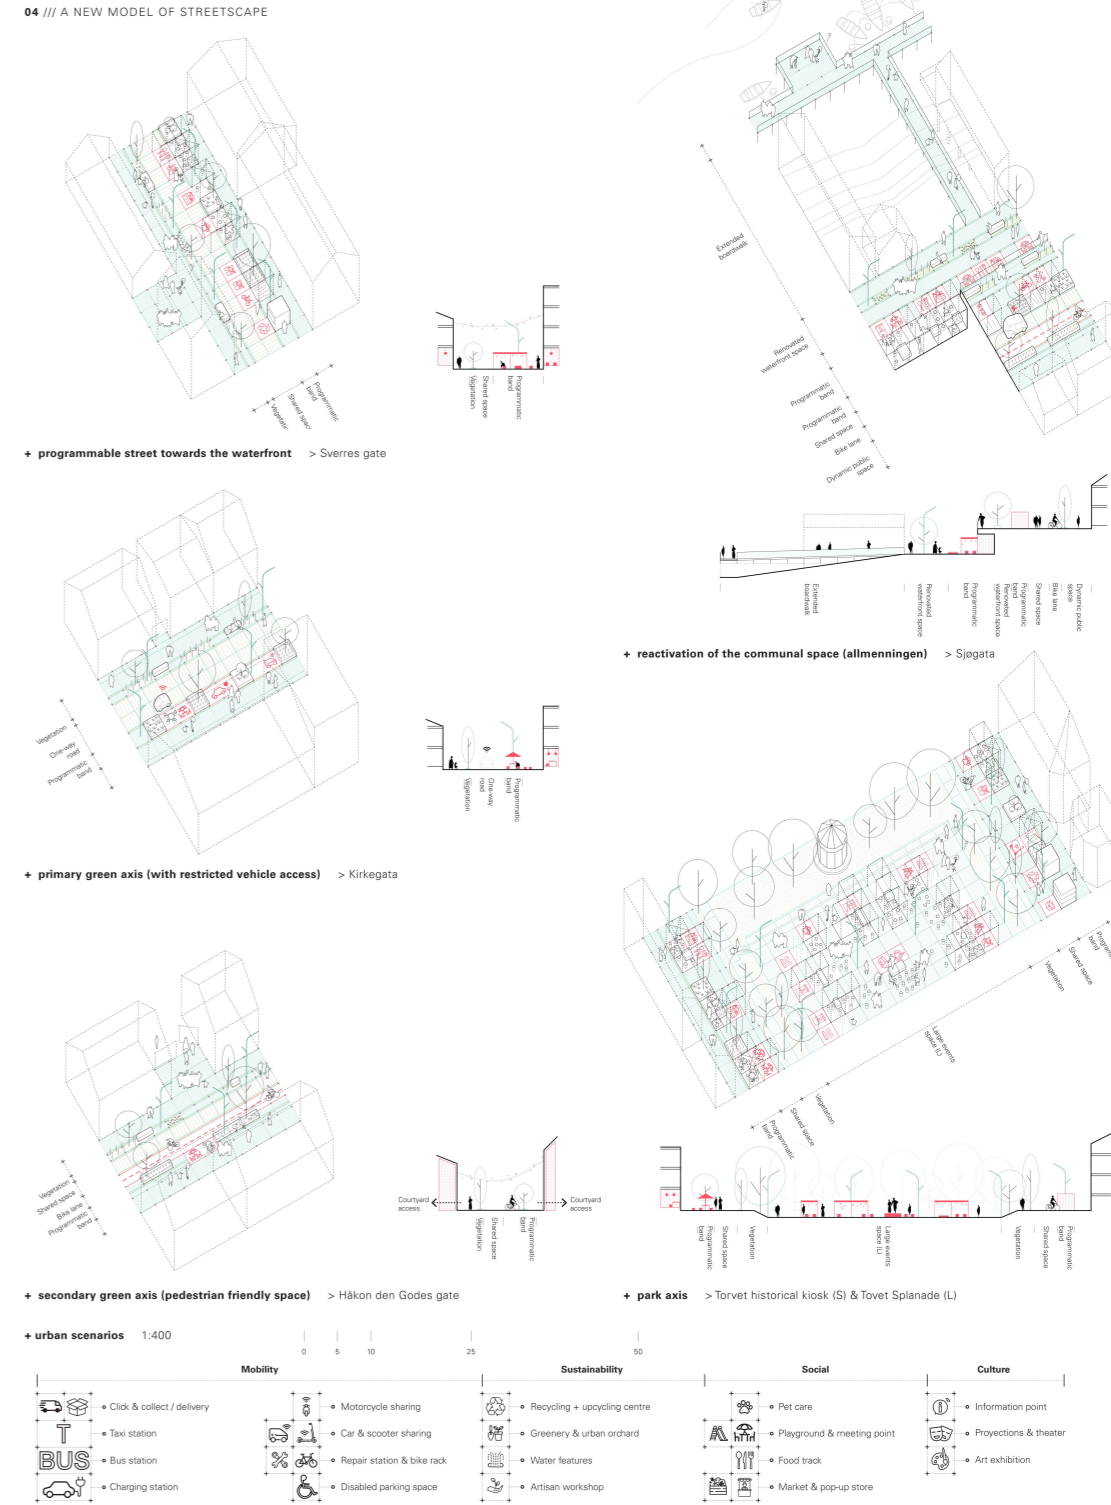 04 /// A NEW MODEL OF STREETSCAPE
Vegetation
Shared space
Programmatic
band
Vegetation
Shared space
Programmatic
band
+ programmable street towards the waterfront > Sverres gate
Extended
boardwalk
Renovated
waterfront space
Programmatic
band
Programmatic
band
Shared space
Bike lane
Dynamic public
space
Extended
boardwalk
Renovated
waterfront space
Programmatic
band
Renovated
waterfront space
Programmatic
band
Shared space
Bike lane
Dynamic public
space
+ reactivation of the communal space (allmenningen) > Sjøgata
Vegetation
One-way
road
Programmatic
band
Vegetation
One-way
road
Programmatic
band
+ primary green axis (with restricted vehicle access) > Kirkegata
Vegetation
Shared space
Bike lane
Programmatic
band
Courtyard
access
Courtyard
access
Vegetation
Shared space
Programmatic
band
+ secondary green axis (pedestrian friendly space) > Håkon den Godes gate
Programmatic
band
Shared space
Vegetation
Large events
space (L)
Vegetation
Shared space
band
Programmatic
band
Shared space
Vegetation
Large events
space (L)
Vegetation
Shared space
Programmatic
band
+ park axis > Torvet historical kiosk (S) & Tovet Splanade (L)
+ urban scenarios 1:400
0 5 10 25 50
Mobility
Click & collect / delivery
T Taxi station
BUS Bus station
Charging station
Motorcycle sharing
Car & scooter sharing
Repair station & bike rack
Disabled parking space
Sustainability
Recycling + upcycling centre
Greenery & urban orchard
Water features
Artisan workshop
Social
Pet care
Playground & meeting point
Food track
Market & pop-up store
Culture
Information point
Proyections & theater
Art exhibition